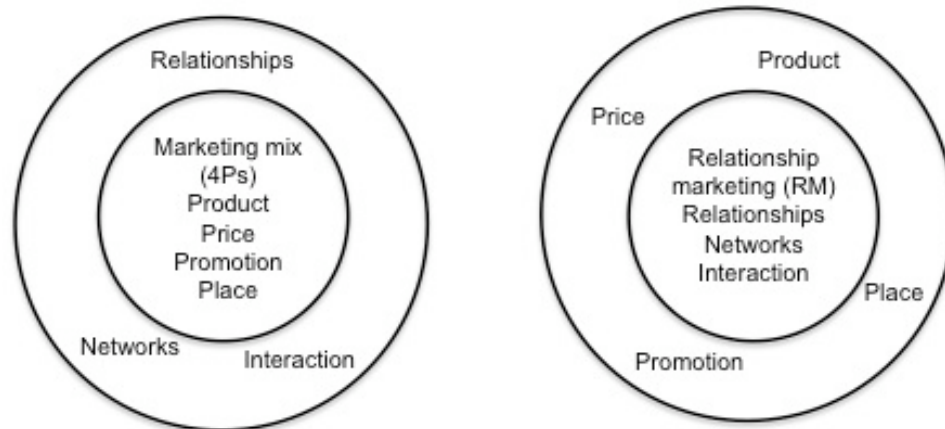 Relationships
Marketing mix
(4Ps)
Product
Price
Promotion
Place
Networks
Interaction
Product
Price
Relationship
marketing (RM)
Relationships
Networks
Interaction
Place
Promotion